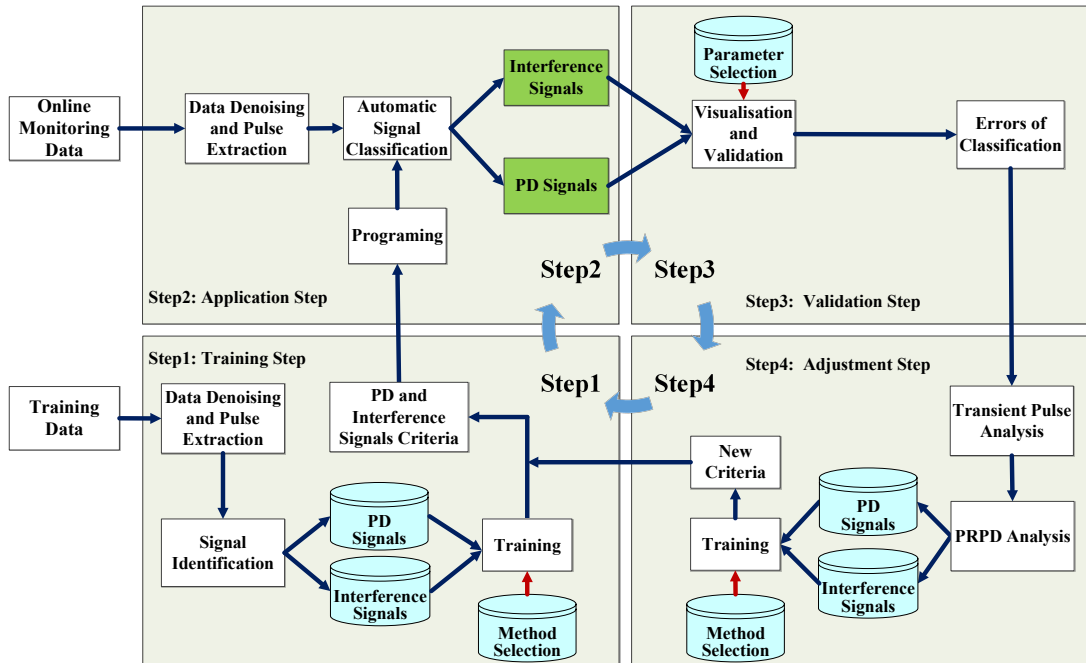 Online
Monitoring
Data
Data Denoising
and Pulse
Extraction
Automatic
Signal
Classification
Interference
Signals
PD Signals
Programing
Step2: Application Step
Parameter
Selection
Visualisation
and
Validation
Errors of
Classification
Step3:  Validation Step
Step2
Step3
Step1
Step4
Step1: Training Step
Training
Data
Data Denoising
and Pulse
Extraction
PD and
Interference
Signals Criteria
Signal
Identification
PD
Signals
Interference
Signals
Training
Method
Selection
Step4:  Adjustment Step
Transient Pulse
Analysis
New
Criteria
PD
Signals
PRPD Analysis
Training
Interference
Signals
Method
Selection